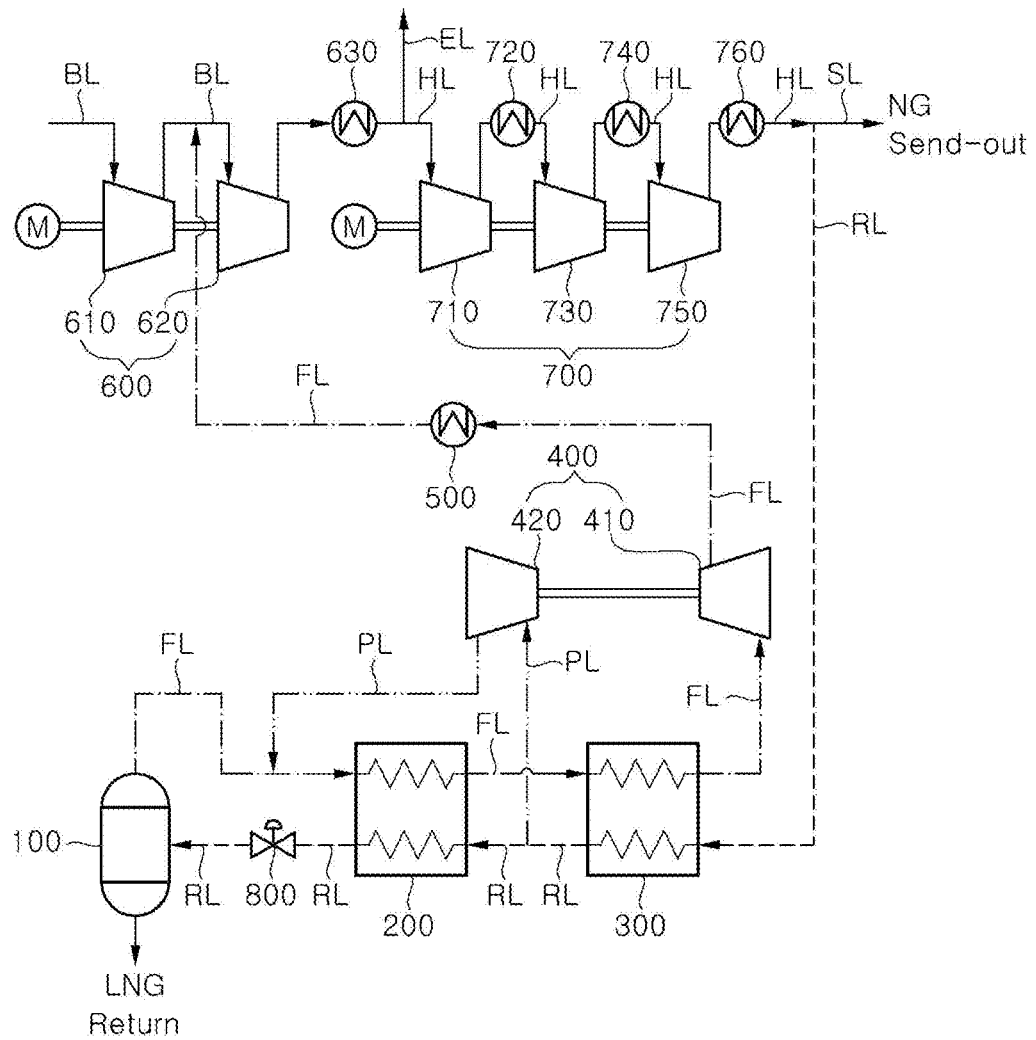 EL
630
720
740
760
BL
BL
HL
HL
HL
HL
SL
NG
Send-out
M
M
RL
610
620
710
730
750
600
700
FL
500
400
FL
420
410
FL
PL
PL
FL
FL
100
RL
800
RL
RL
RL
200
300
LNG
Return